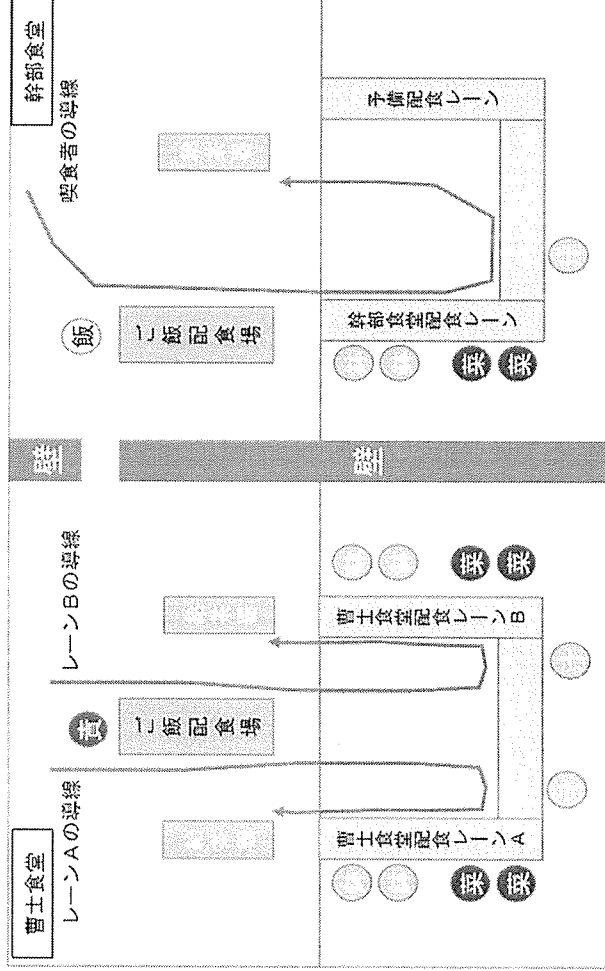 幹部食堂
喫食者の導線
飯
ご飯配食場
予備配食レーン
幹部食堂配食レーン
菜
菜
壁
壁
曹士食堂
レーンAの導線
レーンBの導線
ご飯配食場
曹士食堂配食レーンA
曹士食堂配食レーンB
菜
菜
菜
菜